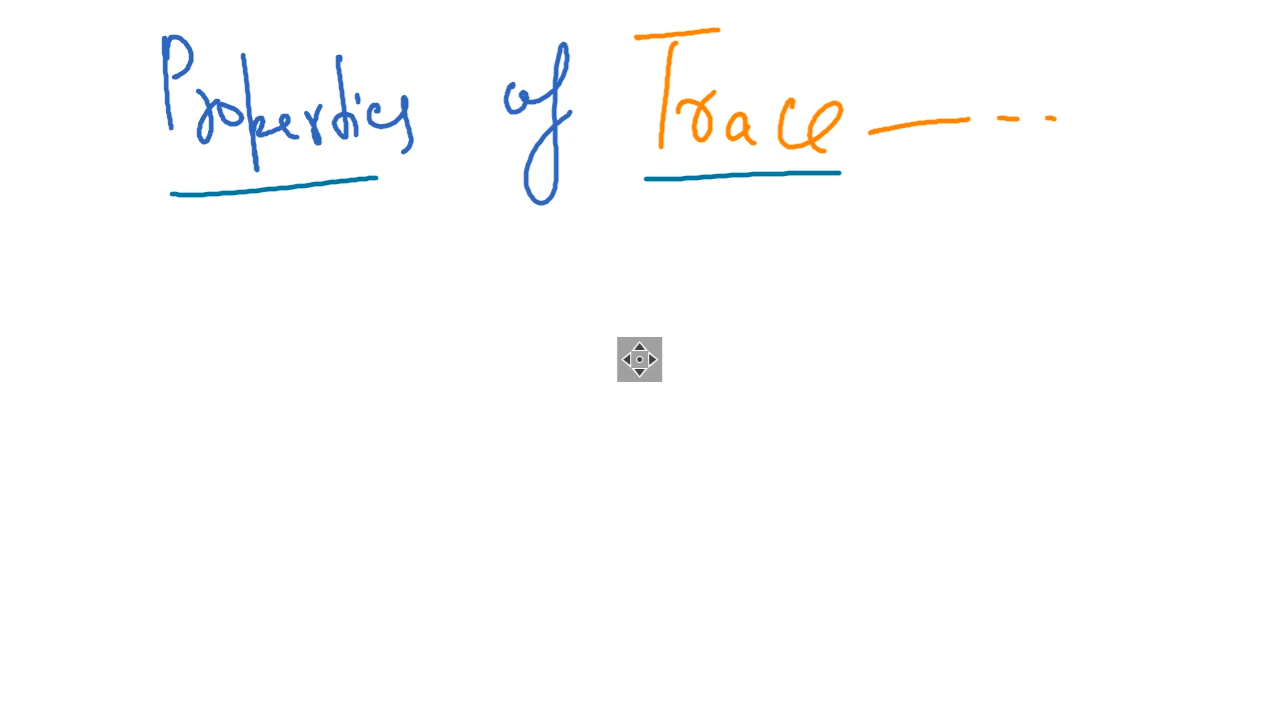 Properties of Trace — - -